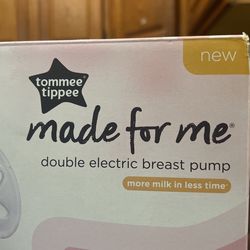 new
tommee
tippee
made for me®
double electric breast pump
more milk in less time†